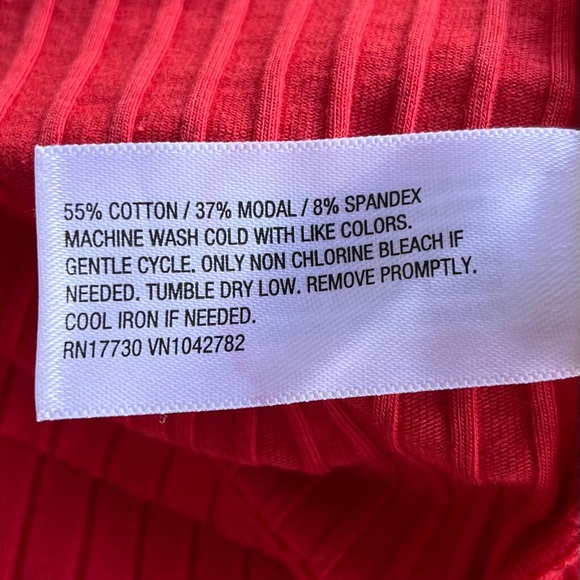 55% COTTON / 37% MODAL / 8% SPANDEX
MACHINE WASH COLD WITH LIKE COLORS.
GENTLE CYCLE. ONLY NON CHLORINE BLEACH IF
NEEDED. TUMBLE DRY LOW. REMOVE PROMPTLY.
COOL IRON IF NEEDED.
RN17730 VN1042782